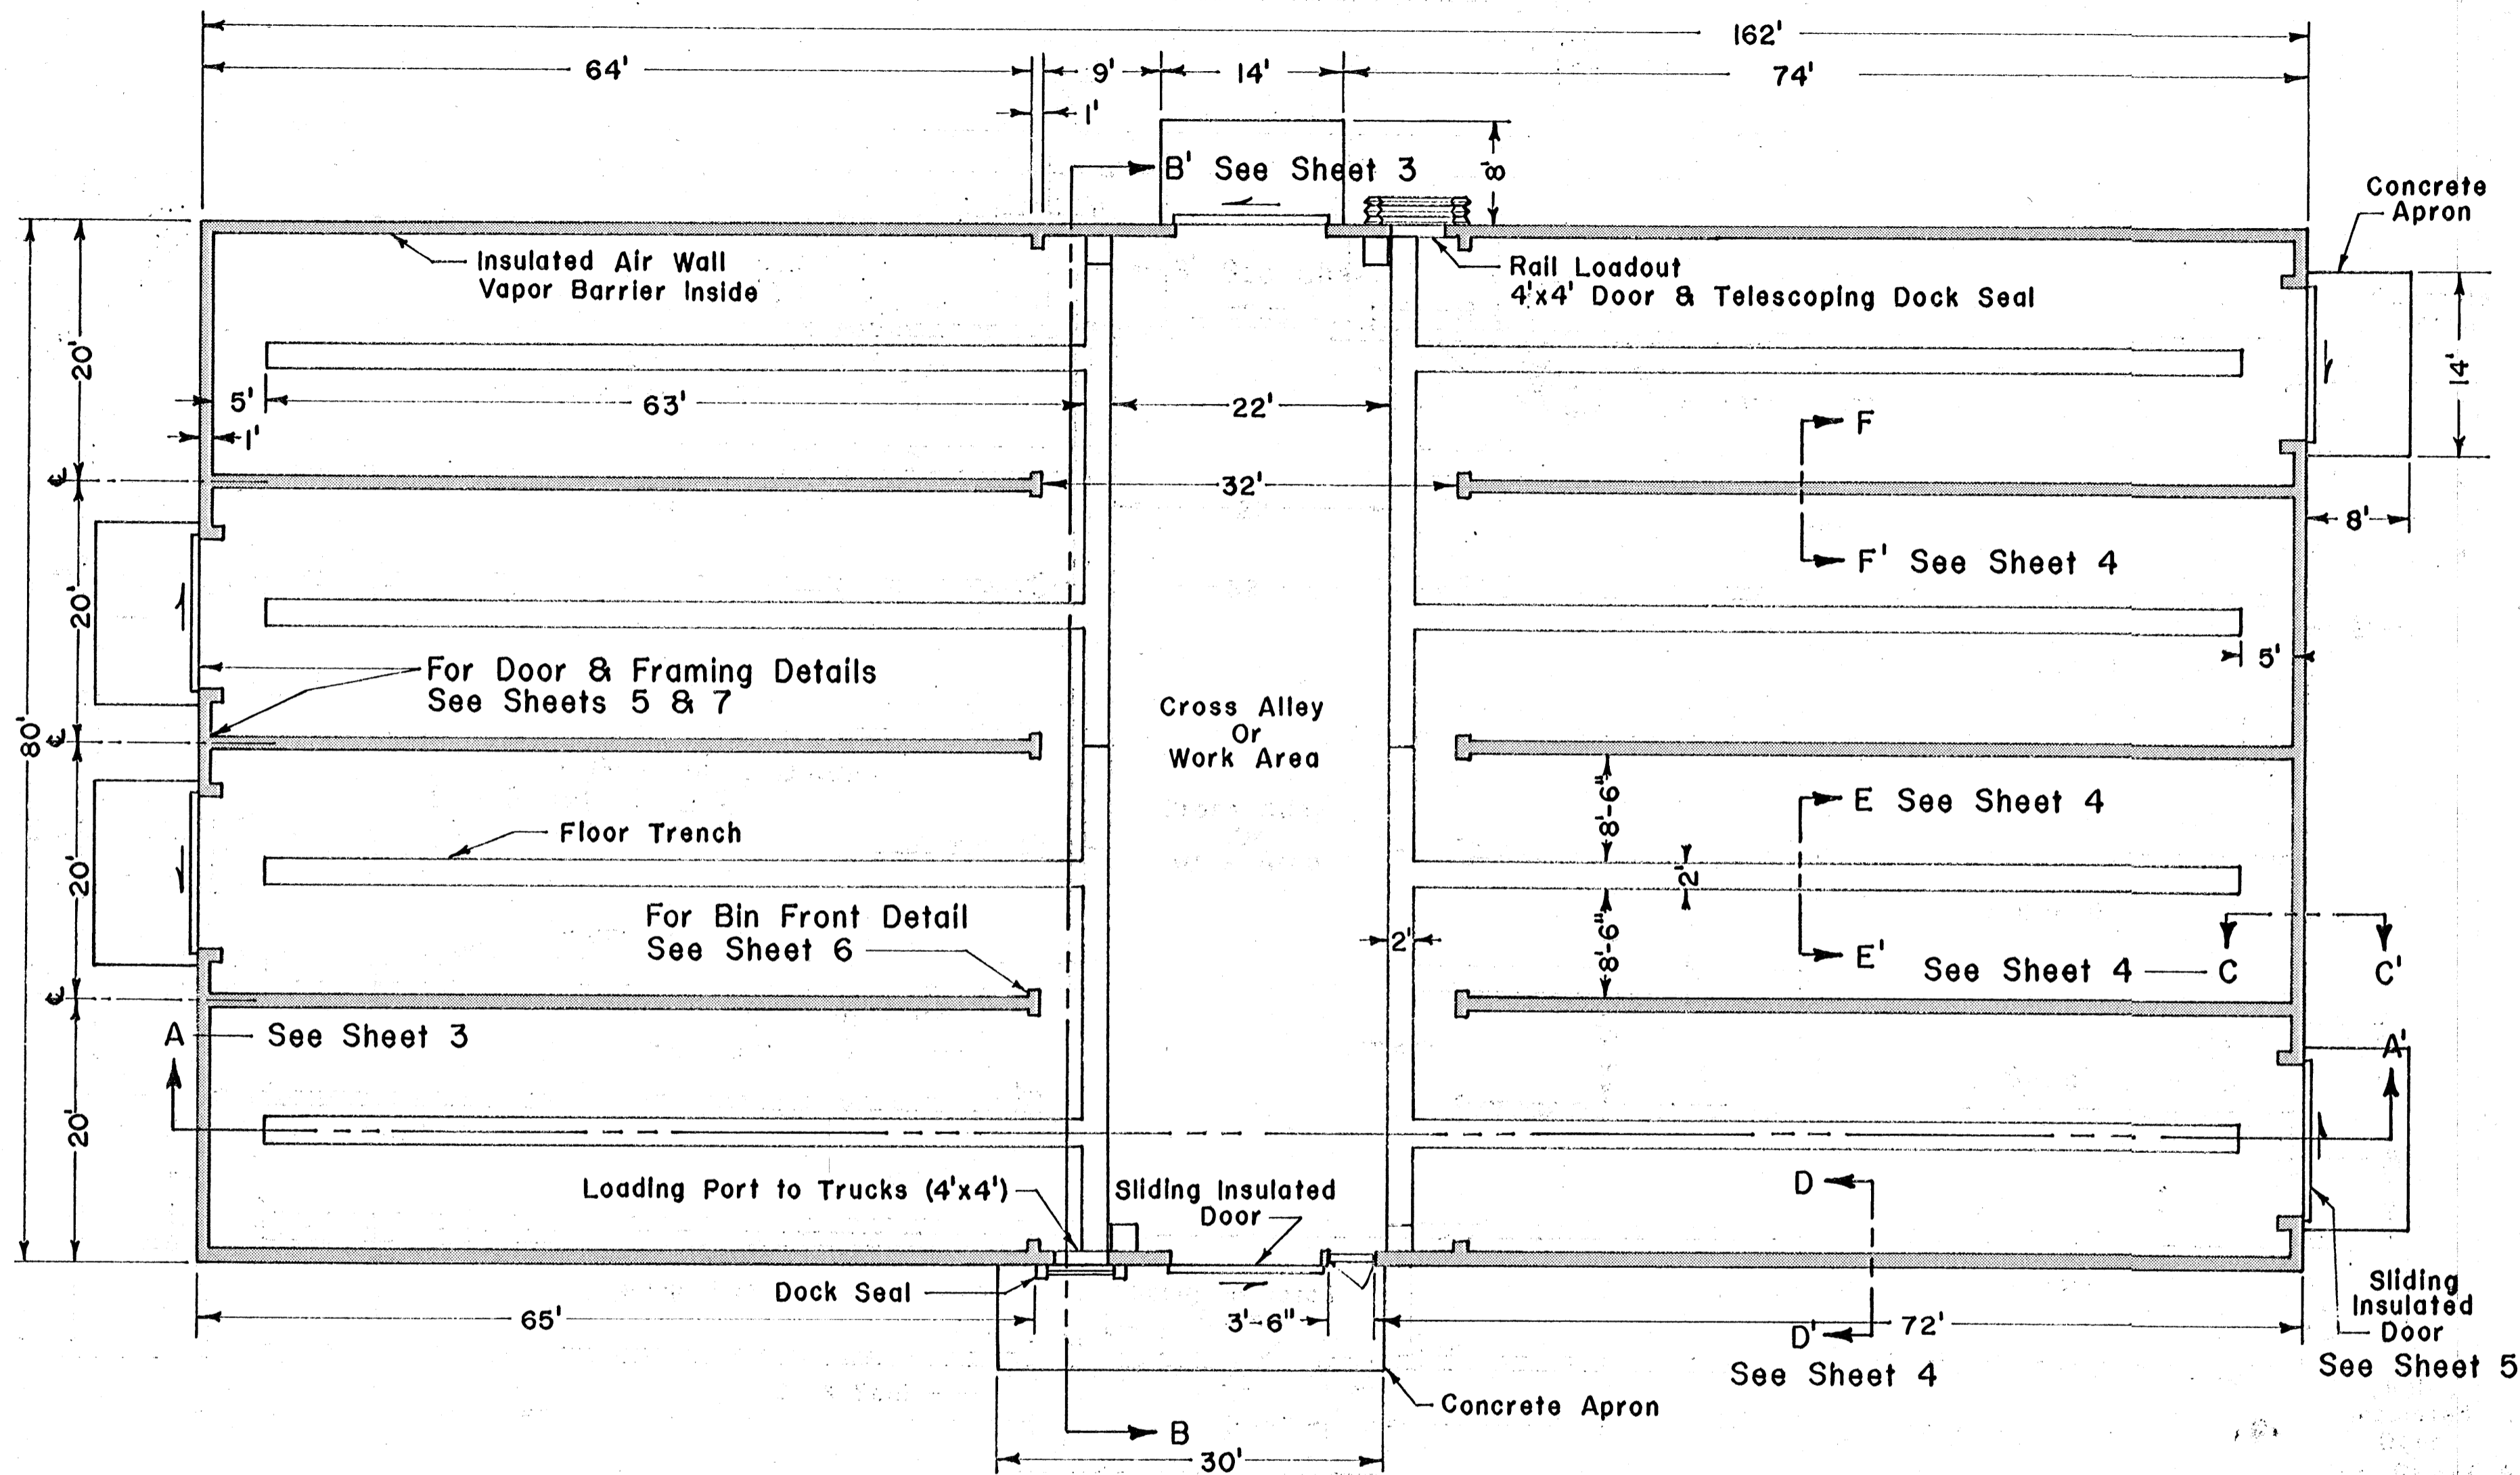 162'
64'
9'
14'
74'
1'
B' See Sheet 3
8'
Concrete
Apron
Insulated Air Wall
Vapor Barrier Inside
Rail Loadout
4'x4' Door & Telescoping Dock Seal
20'
5'
63'
22'
14'
1'
F
℄
32'
8'
F' See Sheet 4
20'
For Door & Framing Details
See Sheets 5 & 7
5'
80'
℄
Cross Alley
Or
Work Area
8'-6"
E See Sheet 4
Floor Trench
20'
2'
For Bin Front Detail
See Sheet 6
2'
8'-6"
E'
See Sheet 4
C
C'
℄
A
See Sheet 3
A'
20'
Loading Port to Trucks (4'x4')
Sliding Insulated
Door
D
Dock Seal
65'
3'-6"
72'
D'
See Sheet 4
Sliding
Insulated
Door
See Sheet 5
Concrete Apron
B
30'